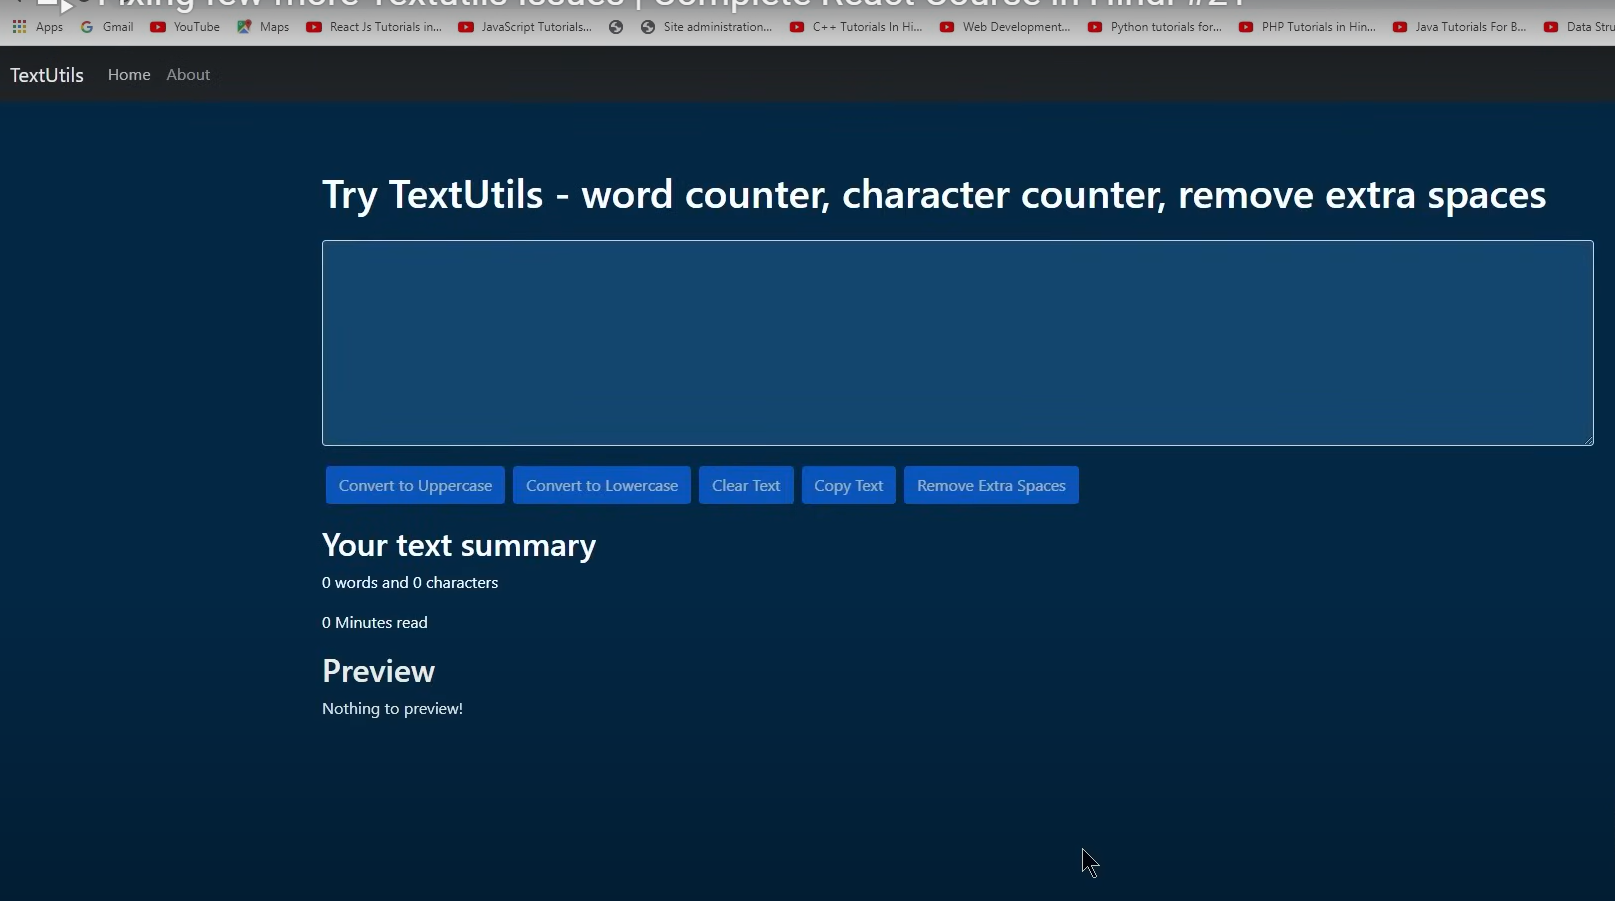 Fixing few more TextUtils Issues | Complete React Course in Hindi #21
Apps Gmail YouTube Maps React Js Tutorials in... JavaScript Tutorials... Site administration... C++ Tutorials In Hi... Web Development... Python tutorials for... PHP Tutorials in Hin... Java Tutorials For B... Data Stru
TextUtils Home About
Try TextUtils - word counter, character counter, remove extra spaces
Convert to Uppercase Convert to Lowercase Clear Text Copy Text Remove Extra Spaces
Your text summary
0 words and 0 characters
0 Minutes read
Preview
Nothing to preview!